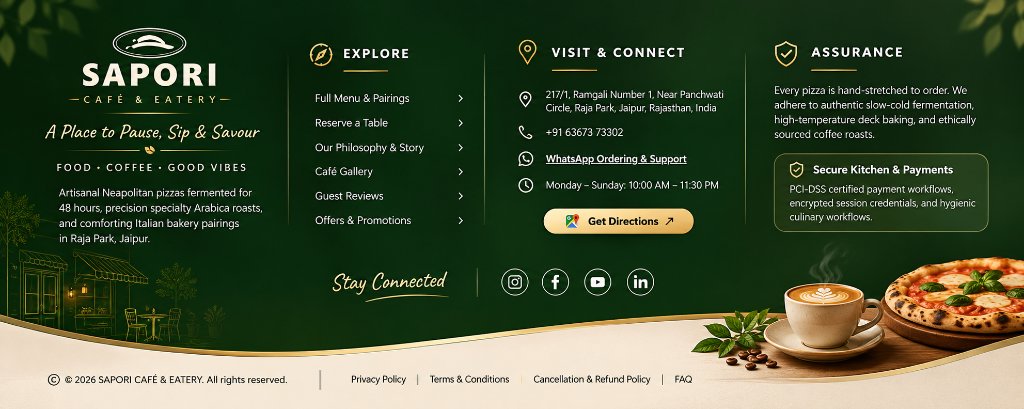 SAPORI
CAFÉ & EATERY
A Place to Pause, Sip & Savour
FOOD • COFFEE • GOOD VIBES
Artisanal Neapolitan pizzas fermented for
48 hours, precision specialty Arabica roasts,
and comforting Italian bakery pairings
in Raja Park, Jaipur.
EXPLORE
Full Menu & Pairings
Reserve a Table
Our Philosophy & Story
Café Gallery
Guest Reviews
Offers & Promotions
VISIT & CONNECT
217/1, Ramgali Number 1, Near Panchwati
Circle, Raja Park, Jaipur, Rajasthan, India
+91 63673 73302
WhatsApp Ordering & Support
Monday – Sunday: 10:00 AM – 11:30 PM
Get Directions
ASSURANCE
Every pizza is hand-stretched to order. We
adhere to authentic slow-cold fermentation,
high-temperature deck baking, and ethically
sourced coffee roasts.
Secure Kitchen & Payments
PCI-DSS certified payment workflows,
encrypted session credentials, and hygienic
culinary workflows.
Stay Connected
© © 2026 SAPORI CAFÉ & EATERY. All rights reserved.
Privacy Policy | Terms & Conditions Cancellation & Refund Policy | FAQ